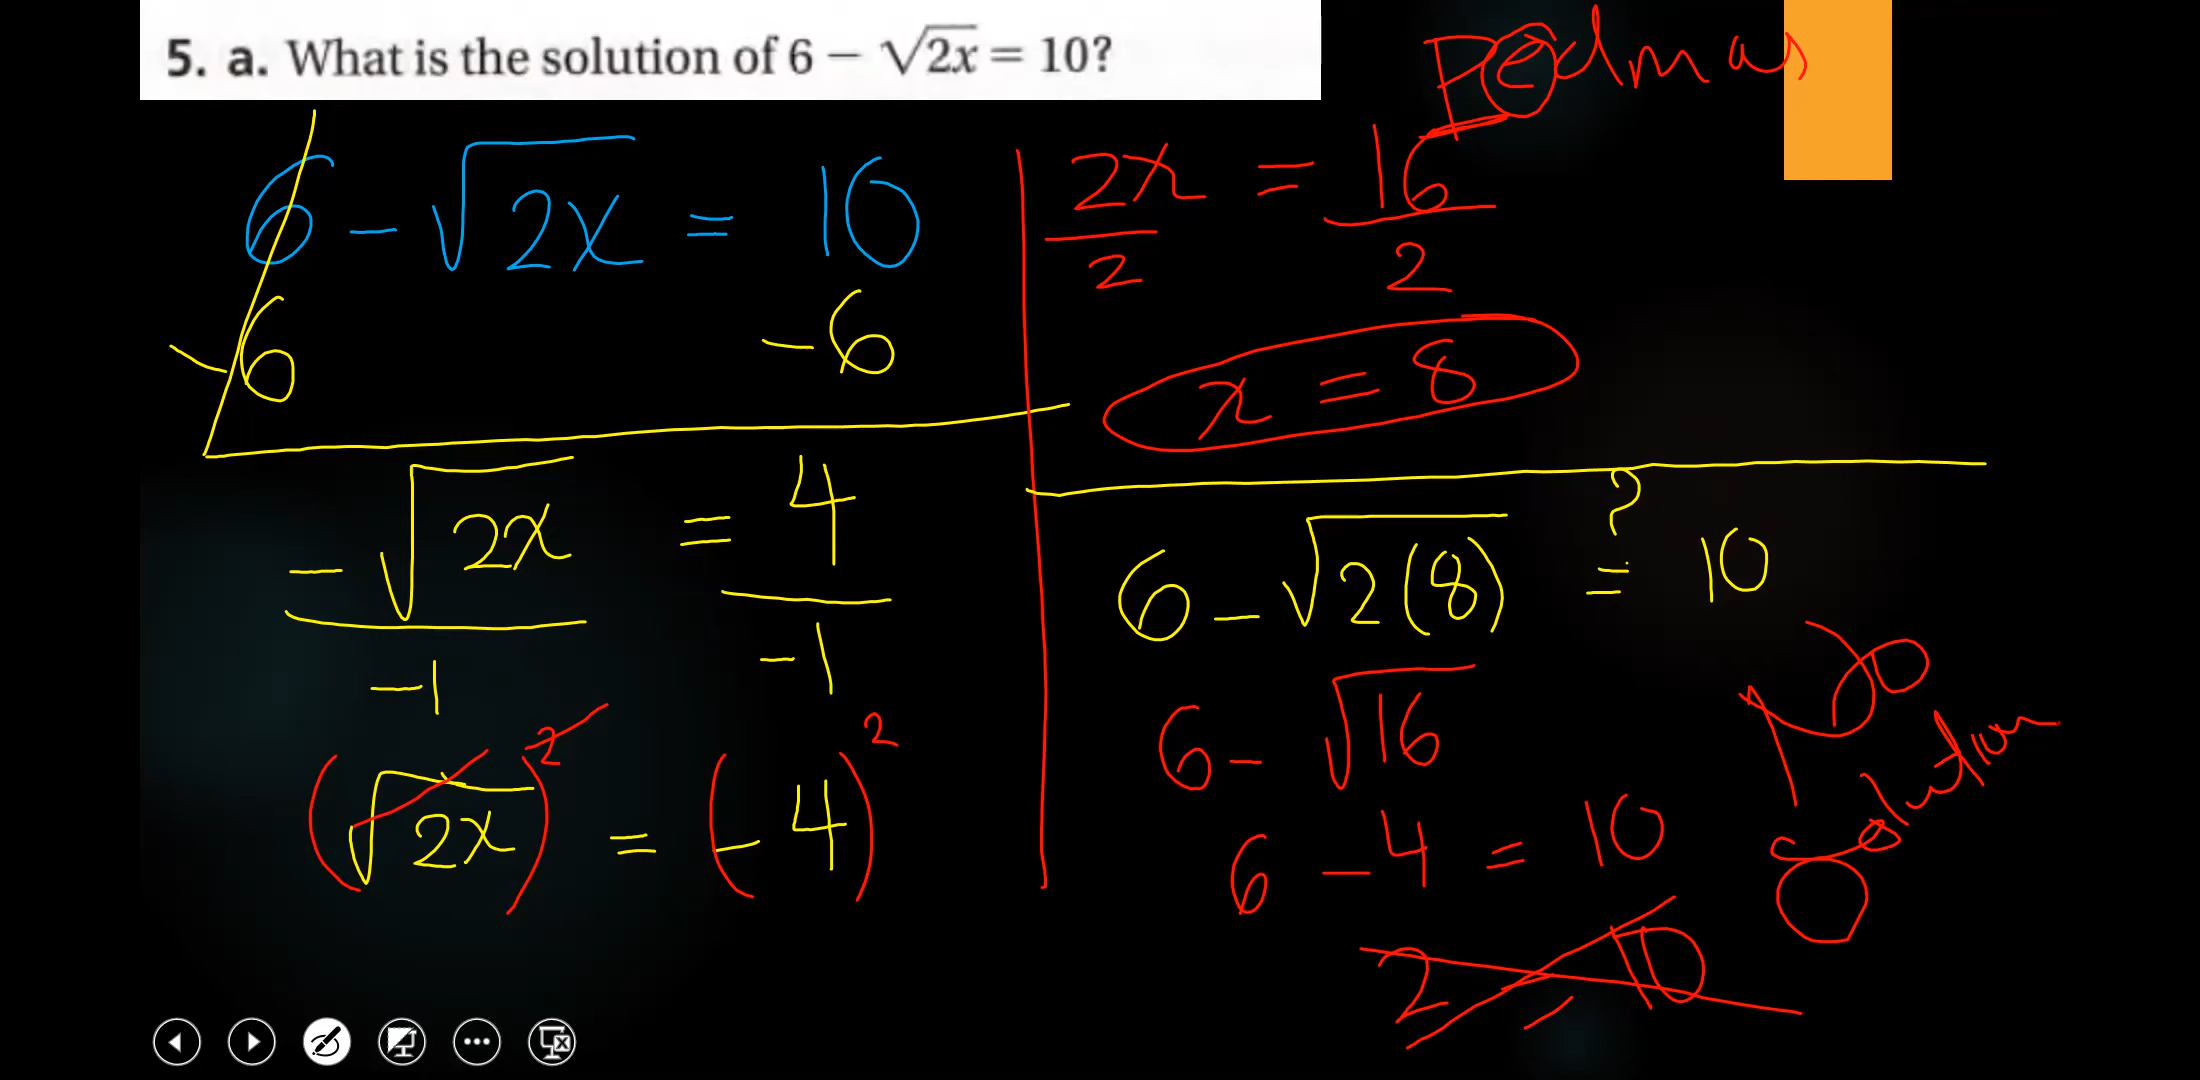 5. a. What is the solution of 6 − √2x = 10?
Pedmas
6 − √2x = 10
−6 −6
−√2x = 4
−1 −1
(√2x)² = (−4)²
2x = 16
2 2
x = 8
6 − √2(8) ≟ 10
6 − √16
6 − 4 = 10
2 = 10
No
solution